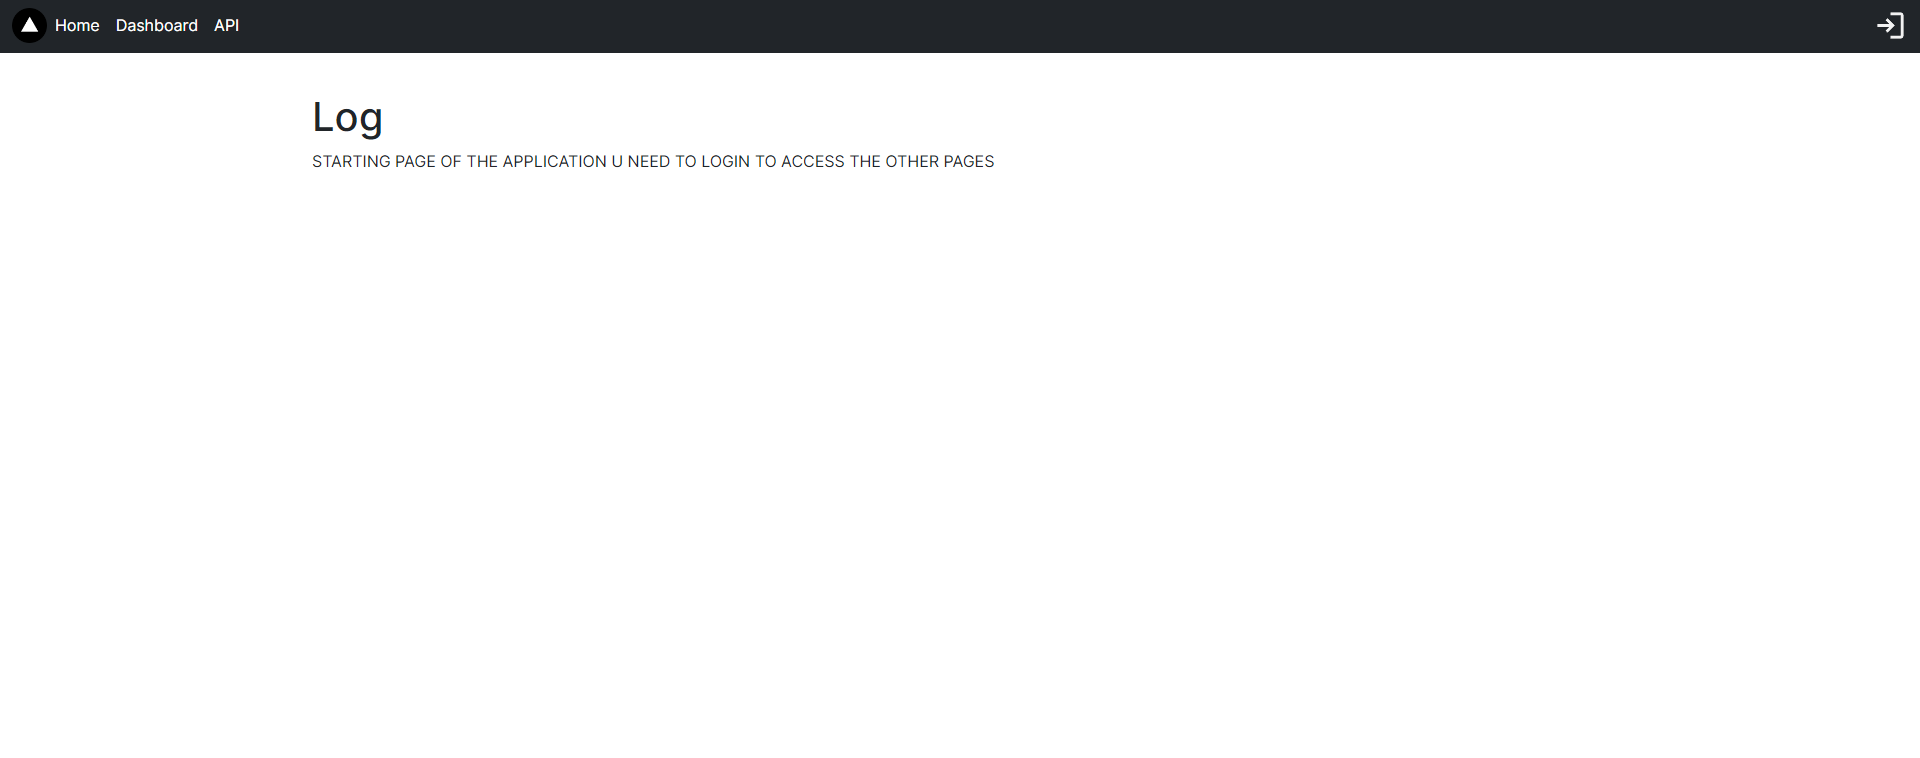 Home Dashboard API
Log
STARTING PAGE OF THE APPLICATION U NEED TO LOGIN TO ACCESS THE OTHER PAGES